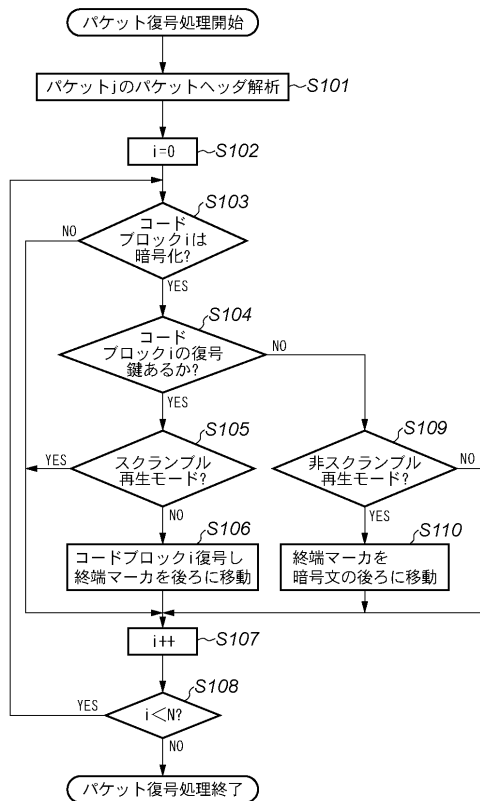 パケット復号処理開始
パケットjのパケットヘッダ解析
S101
i=0
S102
S103
コード
ブロックiは
暗号化?
NO
YES
S104
コード
ブロックiの復号
鍵あるか?
NO
YES
S105
スクランブル
再生モード?
YES
NO
S109
非スクランブル
再生モード?
NO
YES
S106
コードブロックi復号し
終端マーカを後ろに移動
S110
終端マーカを
暗号文の後ろに移動
i++
S107
S108
i<N?
YES
NO
パケット復号処理終了